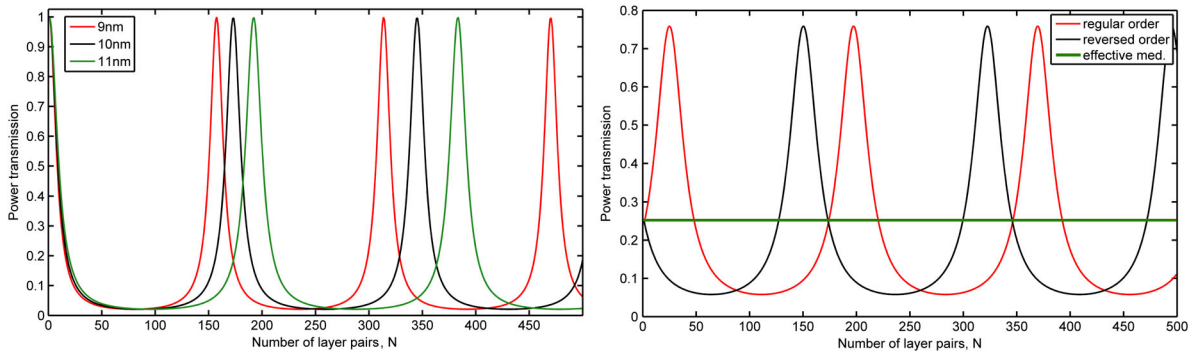 1
0.9
0.8
0.7
0.6
0.5
0.4
0.3
0.2
0.1
0
Power transmission
9nm
10nm
11nm
0 50 100 150 200 250 300 350 400 450
Number of layer pairs, N
0.8
0.7
0.6
0.5
0.4
0.3
0.2
0.1
0
Power transmission
regular order
reversed order
effective med.
0 50 100 150 200 250 300 350 400 450 500
Number of layer pairs, N